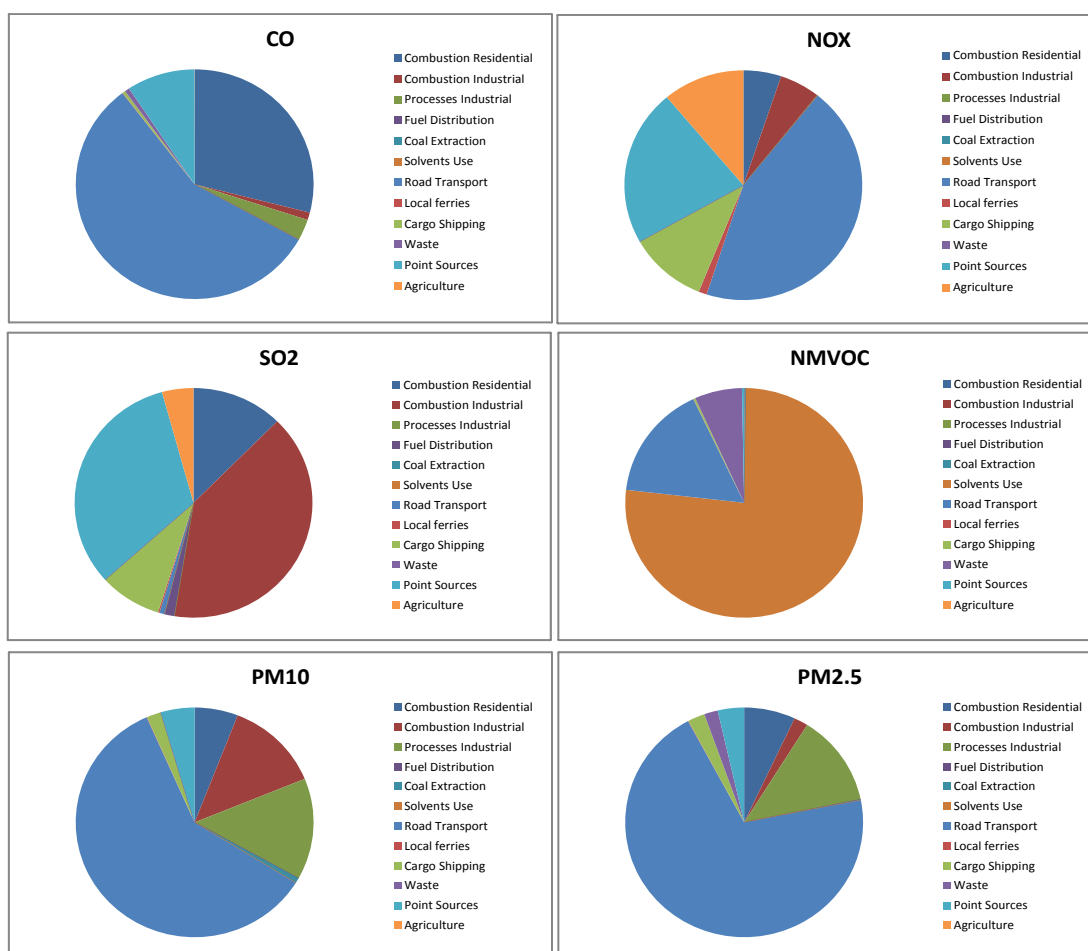 CO
Combustion Residential
Combustion Industrial
Processes Industrial
Fuel Distribution
Coal Extraction
Solvents Use
Road Transport
Local ferries
Cargo Shipping
Waste
Point Sources
Agriculture
NOX
Combustion Residential
Combustion Industrial
Processes Industrial
Fuel Distribution
Coal Extraction
Solvents Use
Road Transport
Local ferries
Cargo Shipping
Waste
Point Sources
Agriculture
SO2
Combustion Residential
Combustion Industrial
Processes Industrial
Fuel Distribution
Coal Extraction
Solvents Use
Road Transport
Local ferries
Cargo Shipping
Waste
Point Sources
Agriculture
NMVOC
Combustion Residential
Combustion Industrial
Processes Industrial
Fuel Distribution
Coal Extraction
Solvents Use
Road Transport
Local ferries
Cargo Shipping
Waste
Point Sources
Agriculture
PM10
Combustion Residential
Combustion Industrial
Processes Industrial
Fuel Distribution
Coal Extraction
Solvents Use
Road Transport
Local ferries
Cargo Shipping
Waste
Point Sources
Agriculture
PM2.5
Combustion Residential
Combustion Industrial
Processes Industrial
Fuel Distribution
Coal Extraction
Solvents Use
Road Transport
Local ferries
Cargo Shipping
Waste
Point Sources
Agriculture